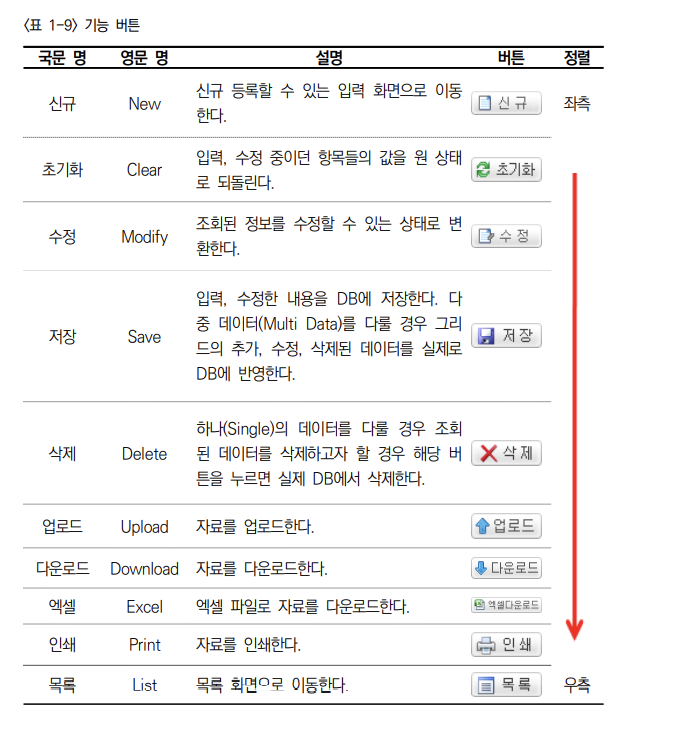 <표 1-9> 기능 버튼
국문 명 영문 명 설명 버튼 정렬
신규 New 신규 등록할 수 있는 입력 화면으로 이동 신규 좌측
한다.
초기화 Clear 입력, 수정 중이던 항목들의 값을 원 상태 초기화
로 되돌린다.
수정 Modify 조회된 정보를 수정할 수 있는 상태로 변 수정
환한다.
입력, 수정한 내용을 DB에 저장한다. 다
중 데이터(Multi Data)를 다룰 경우 그리
저장 Save 드의 추가, 수정, 삭제된 데이터를 실제로 저장
DB에 반영한다.
하나(Single)의 데이터를 다룰 경우 조회
삭제 Delete 된 데이터를 삭제하고자 할 경우 해당 버 삭제
튼을 누르면 실제 DB에서 삭제한다.
업로드 Upload 자료를 업로드한다. 업로드
다운로드 Download 자료를 다운로드한다. 다운로드
엑셀 Excel 엑셀 파일로 자료를 다운로드한다. 엑셀다운로드
인쇄 Print 자료를 인쇄한다. 인쇄
목록 List 목록 화면으로 이동한다. 목록 우측